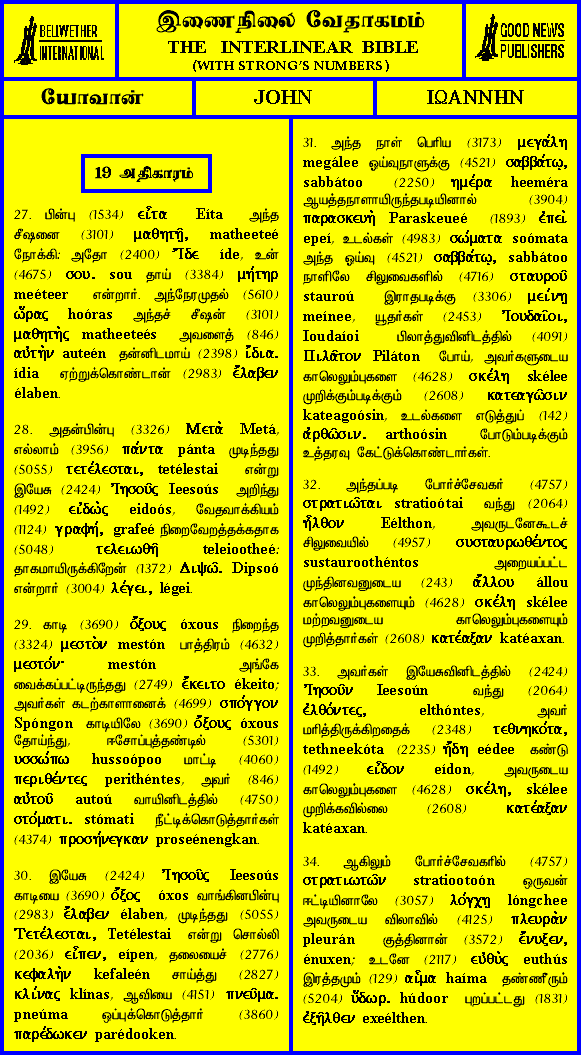 BELLWETHER
INTERNATIONAL
இணைநிலை வேதாகமம்
THE INTERLINEAR BIBLE
(WITH STRONG'S NUMBERS)
GOOD NEWS
PUBLISHERS
யோவான்
JOHN
ΙΩΑΝΝΗΝ
19 அதிகாரம்
27. பின்பு (1534) εἶτα Eíta அந்த
சீஷனை (3101) μαθητῇ, matheeteé
நோக்கி: அதோ (2400) Ἴδε íde, உன்
(4675) σου. sou தாய் (3384) μήτηρ
meéteer என்றார். அந்நேரமுதல் (5610)
ὥρας hoóras அந்தச் சீஷன் (3101)
μαθητὴς matheeteés அவளைத் (846)
αὐτὴν auteén தன்னிடமாய் (2398) ἴδια.
ídia ஏற்றுக்கொண்டான் (2983) ἔλαβεν
élaben.
28. அதன்பின்பு (3326) Μετὰ Metá,
எல்லாம் (3956) πάντα pánta முடிந்தது
(5055) τετέλεσται, tetélestai என்று
இயேசு (2424) Ἰησοῦς Ieesoús அறிந்து
(1492) εἰδὼς eidoós, வேதவாக்கியம்
(1124) γραφή, grafeé நிறைவேறத்தக்கதாக
(5048) τελειωθῆ teleiootheé:
தாகமாயிருக்கிறேன் (1372) Διψῶ. Dipsoó
என்றார் (3004) λέγει, légei.
29. காடி (3690) ὄξους óxous நிறைந்த
(3324) μεστὸν mestón பாத்திரம் (4632)
μεστόν· mestón அங்கே
வைக்கப்பட்டிருந்தது (2749) ἔκειτο ékeito;
அவர்கள் கடற்காளானைக் (4699) σπόγγον
Spóngon காடியிலே (3690) ὄξους óxous
தோய்ந்து, ஈசோப்புத்தண்டில் (5301)
υσσώπω hussoópoo மாட்டி (4060)
περιθέντες perithéntes, அவர் (846)
αὐτοῦ autoú வாயினிடத்தில் (4750)
στόματι. stómati நீட்டிக்கொடுத்தார்கள்
(4374) προσήνεγκαν proseénengkan.
30. இயேசு (2424) Ἰησοῦς Ieesoús
காடியை (3690) ὄξος óxos வாங்கினபின்பு
(2983) ἔλαβεν élaben, முடிந்தது (5055)
Τετέλεσται, Tetélestai என்று சொல்லி
(2036) εἶπεν, eípen, தலையைச் (2776)
κεφαλὴν kefaleén சாய்த்து (2827)
κλίνας klínas, ஆவியை (4151) πνεῦμα.
pneúma ஒப்புக்கொடுத்தார் (3860)
παρέδωκεν parédooken.
31. அந்த நாள் பெரிய (3173) μεγάλη
megálee ஓய்வுநாளுக்கு (4521) σαββάτῳ,
sabbátoo (2250) ημέρα heeméra
ஆயத்தநாளாயிருந்தபடியினால் (3904)
παρασκευὴ Paraskeueé (1893) ἐπεὶ
epeí, உடல்கள் (4983) σώματα soómata
அந்த ஓய்வு (4521) σαββάτῳ, sabbátoo
நாளிலே சிலுவைகளில் (4716) σταυροῦ
stauroú இராதபடிக்கு (3306) μείνῃ
meínee, யூதர்கள் (2453) Ἰουδαῖοι,
Ioudaíoi பிலாத்துவினிடத்தில் (4091)
Πιλᾶτον Piláton போய், அவர்களுடைய
காலெலும்புகளை (4628) σκέλη skélee
முறிக்கும்படிக்கும் (2608) κατεαγῶσιν
kateagoósin, உடல்களை எடுத்துப் (142)
ἀρθῶσιν. arthoósin போடும்படிக்கும்
உத்தரவு கேட்டுக்கொண்டார்கள்.
32. அந்தப்படி போர்ச்சேவகர் (4757)
στρατιῶται stratioótai வந்து (2064)
ἦλθον Eélthon, அவருடனேகூடச்
சிலுவையில் (4957) συσταυρωθέντος
sustauroothéntos அறையப்பட்ட
முந்தினவனுடைய (243) ἄλλου állou
காலெலும்புகளையும் (4628) σκέλη skélee
மற்றவனுடைய காலெலும்புகளையும்
முறித்தார்கள் (2608) κατέαξαν katéaxan.
33. அவர்கள் இயேசுவினிடத்தில் (2424)
Ἰησοῦν Ieesoún வந்து (2064)
ἐλθόντες, elthóntes, அவர்
மரித்திருக்கிறதைக் (2348) τεθνηκότα,
tethneekóta (2235) ἤδη eédee கண்டு
(1492) εἶδον eídon, அவருடைய
காலெலும்புகளை (4628) σκέλη, skélee
முறிக்கவில்லை (2608) κατέαξαν
katéaxan.
34. ஆகிலும் போர்ச்சேவகரில் (4757)
στρατιωτῶν stratiootoón ஒருவன்
ஈட்டியினாலே (3057) λόγχῃ lóngchee
அவருடைய விலாவில் (4125) πλευρὰν
pleurán குத்தினான் (3572) ἔνυξεν,
énuxen; உடனே (2117) εὐθὺς euthús
இரத்தமும் (129) αἷμα haíma தண்ணீரும்
(5204) ὕδωρ. húdoor புறப்பட்டது (1831)
ἐξῆλθεν exeélthen.